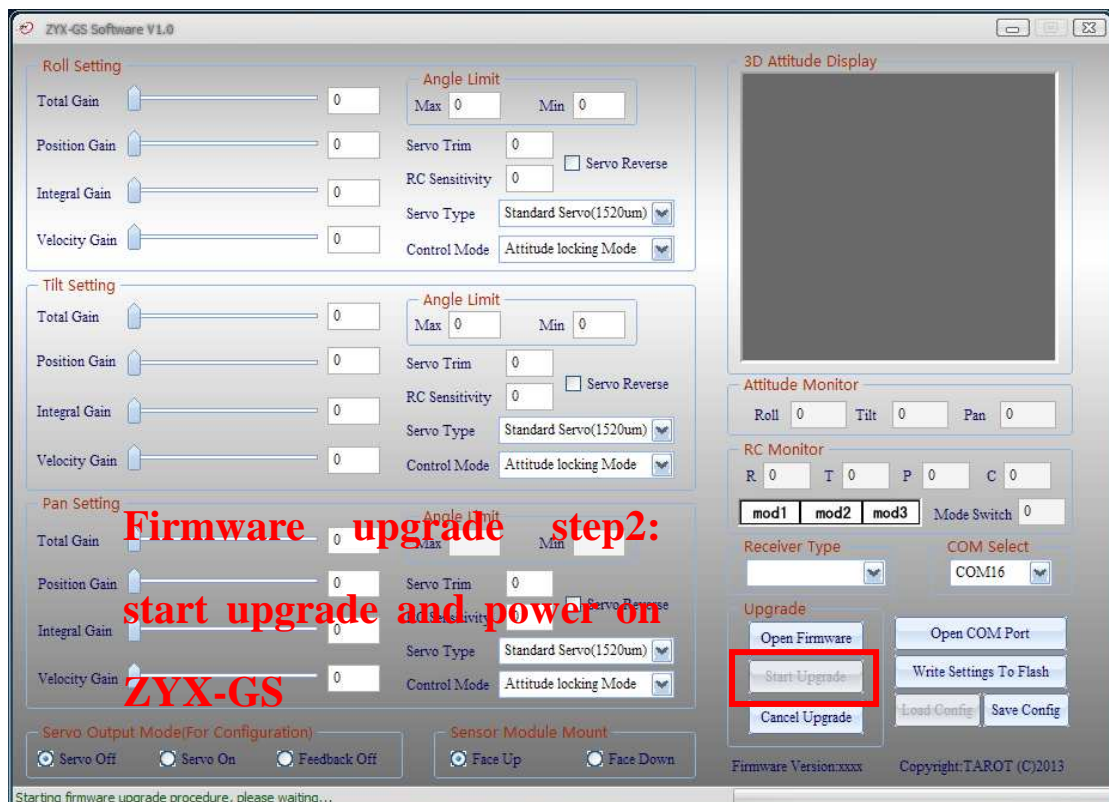 ZYX-GS Software V1.0
Roll Setting
Total Gain 0
Position Gain 0
Integral Gain 0
Velocity Gain 0
Angle Limit
Max 0 Min 0
Servo Trim 0
Servo Reverse
RC Sensitivity 0
Servo Type Standard Servo(1520um)
Control Mode Attitude locking Mode
Tilt Setting
Total Gain 0
Position Gain 0
Integral Gain 0
Velocity Gain 0
Angle Limit
Max 0 Min 0
Servo Trim 0
Servo Reverse
RC Sensitivity 0
Servo Type Standard Servo(1520um)
Control Mode Attitude locking Mode
Pan Setting
Total Gain 0
Position Gain 0
Integral Gain 0
Velocity Gain 0
Angle Limit
Max Min
Servo Trim 0
Servo Reverse
RC Sensitivity
Servo Type Standard Servo(1520um)
Control Mode Attitude locking Mode
Firmware upgrade step2:
start upgrade and power on
ZYX-GS
Servo Output Mode(For Configuration)
Servo Off Servo On Feedback Off
Sensor Module Mount
Face Up Face Down
3D Attitude Display
Attitude Monitor
Roll 0 Tilt 0 Pan 0
RC Monitor
R 0 T 0 P 0 C 0
mod1 mod2 mod3 Mode Switch 0
Receiver Type
COM Select
COM16
Upgrade
Open Firmware
Start Upgrade
Cancel Upgrade
Open COM Port
Write Settings To Flash
Load Config Save Config
Firmware Version:xxxx Copyright:TAROT (C)2013
Starting firmware upgrade procedure, please waiting...